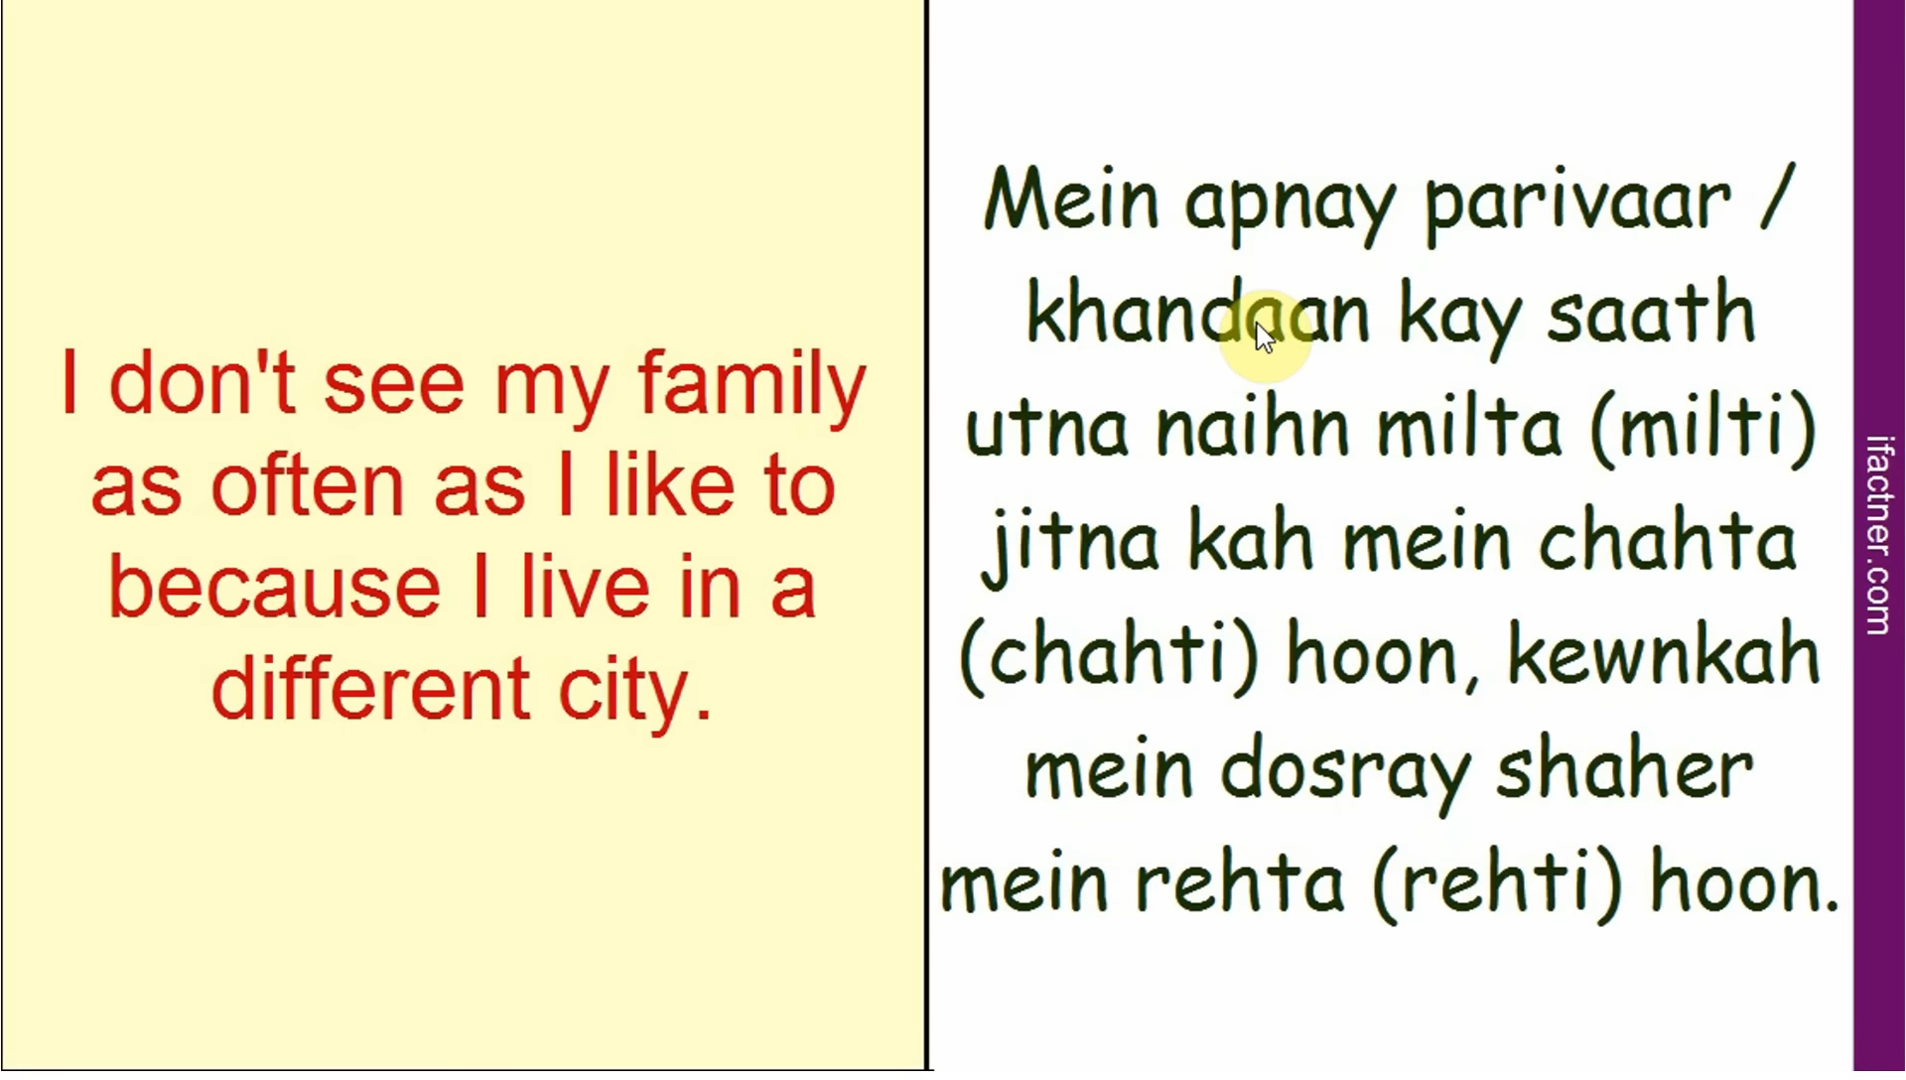 I don't see my family
as often as I like to
because I live in a
different city.
Mein apnay parivaar /
khandaan kay saath
utna naihn milta (milti)
jitna kah mein chahta
(chahti) hoon, kewnkah
mein dosray shaher
mein rehta (rehti) hoon.
ifactner.com